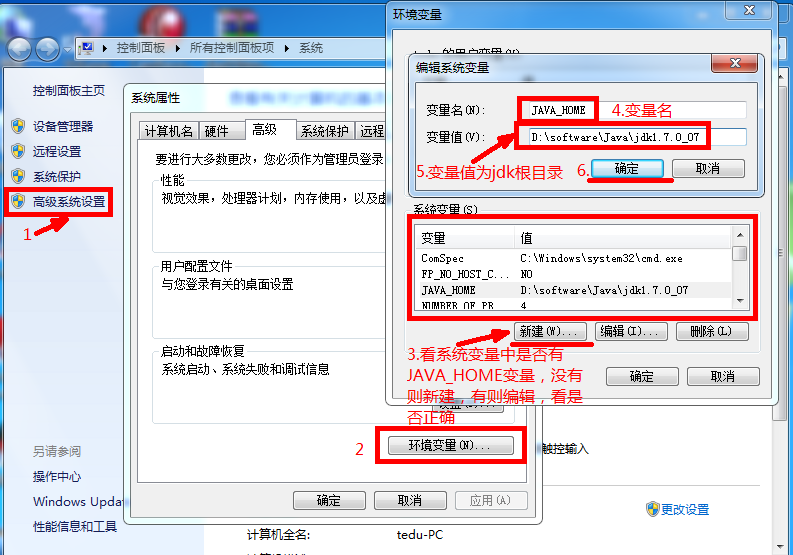 控制面板 ▸ 所有控制面板项 ▸ 系统
控制面板主页
设备管理器
远程设置
系统保护
高级系统设置
1
另请参阅
操作中心
Windows Updat
性能信息和工具
系统属性
计算机名 硬件 高级 系统保护 远程
要进行大多数更改，您必须作为管理员登录
性能
视觉效果，处理器计划，内存使用，以及虚
用户配置文件
与您登录有关的桌面设置
启动和故障恢复
系统启动、系统失败和调试信息
2
环境变量(N)...
确定 取消 应用(A)
计算机全名: tedu-PC
触控输入
更改设置
环境变量
编辑系统变量
变量名(N): JAVA_HOME 4.变量名
变量值(V): D:\software\Java\jdk1.7.0_07
5.变量值为jdk根目录 6. 确定 取消
系统变量(S)
变量 值
ComSpec C:\Windows\system32\cmd.exe
FP_NO_HOST_C... NO
JAVA_HOME D:\software\Java\jdk1.7.0_07
NUMBER_OF_PR 4
新建(W)... 编辑(I)... 删除(L)
3.看系统变量中是否有
JAVA_HOME变量，没有
则新建，有则编辑，看是
否正确
确定 取消